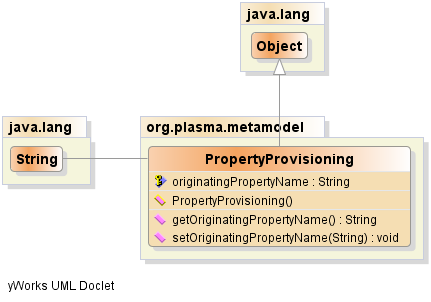 java.lang
Object
java.lang
String
org.plasma.metamodel
PropertyProvisioning
originatingPropertyName : String
PropertyProvisioning()
getOriginatingPropertyName() : String
setOriginatingPropertyName(String) : void
yWorks UML Doclet